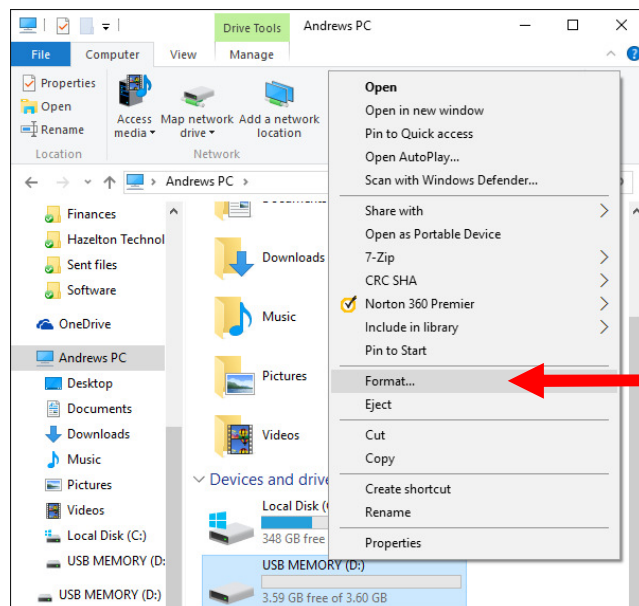 Drive Tools
Andrews PC
File
Computer
View
Manage
Properties
Open
Rename
Access media
Map network drive
Add a network location
Location
Network
Andrews PC
Finances
Hazelton Technol
Sent files
Software
OneDrive
Andrews PC
Desktop
Documents
Downloads
Music
Pictures
Videos
Local Disk (C:)
USB MEMORY (D:
USB MEMORY (D:)
Documents
Downloads
Music
Pictures
Videos
Devices and drive
Local Disk (
348 GB free
USB MEMORY (D:)
3.59 GB free of 3.60 GB
Open
Open in new window
Pin to Quick access
Open AutoPlay...
Scan with Windows Defender...
Share with
Open as Portable Device
7-Zip
CRC SHA
Norton 360 Premier
Include in library
Pin to Start
Format...
Eject
Cut
Copy
Create shortcut
Rename
Properties